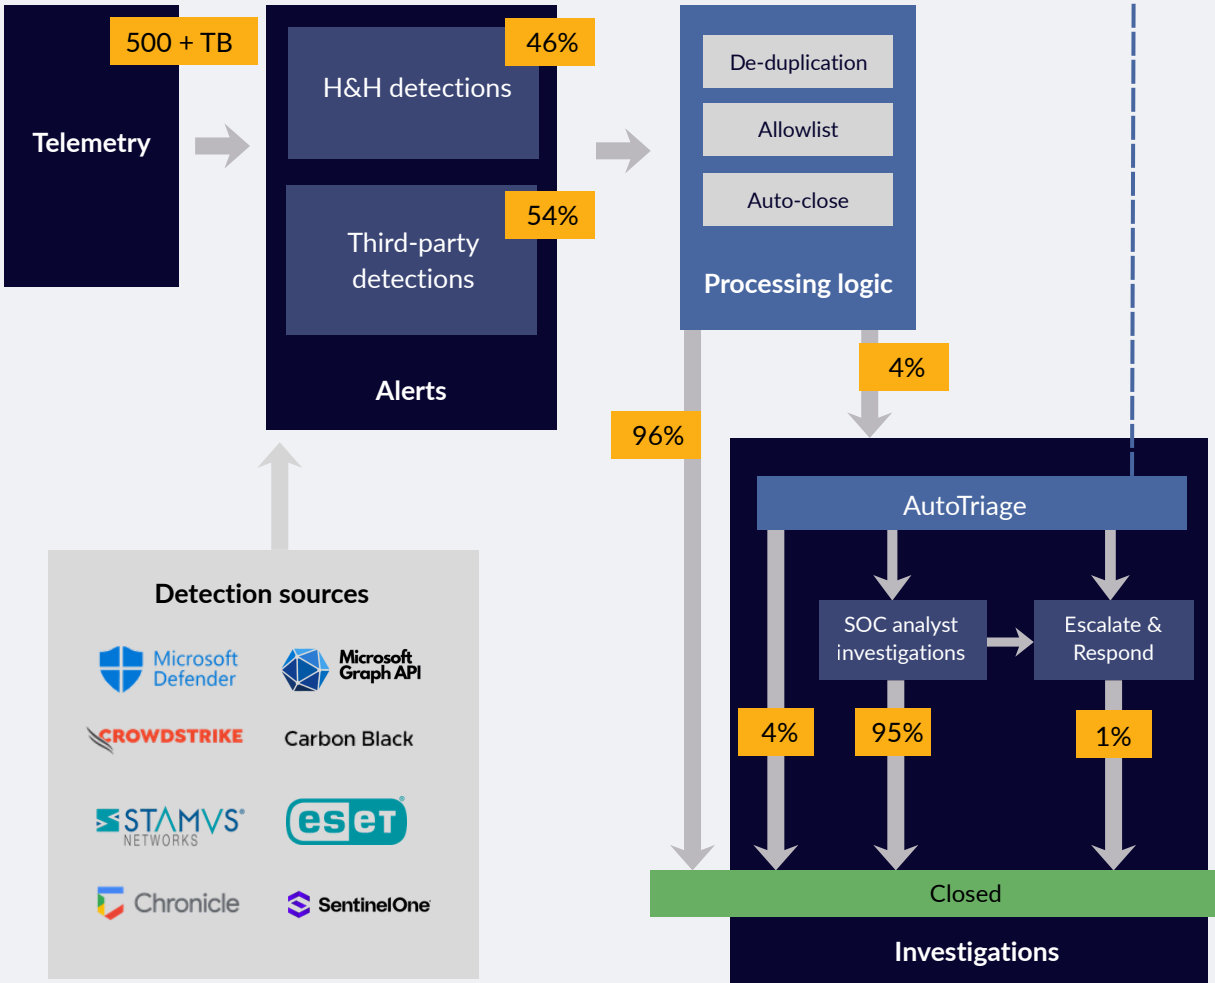 500 + TB
Telemetry
46%
H&H detections
54%
Third-party
detections
Alerts
De-duplication
Allowlist
Auto-close
Processing logic
96%
4%
AutoTriage
SOC analyst
investigations
Escalate &
Respond
4%
95%
1%
Closed
Investigations
Detection sources
Microsoft
Defender
Microsoft
Graph API
CROWDSTRIKE
Carbon Black
STAMVS®
NETWORKS
eseT®
Chronicle
SentinelOne